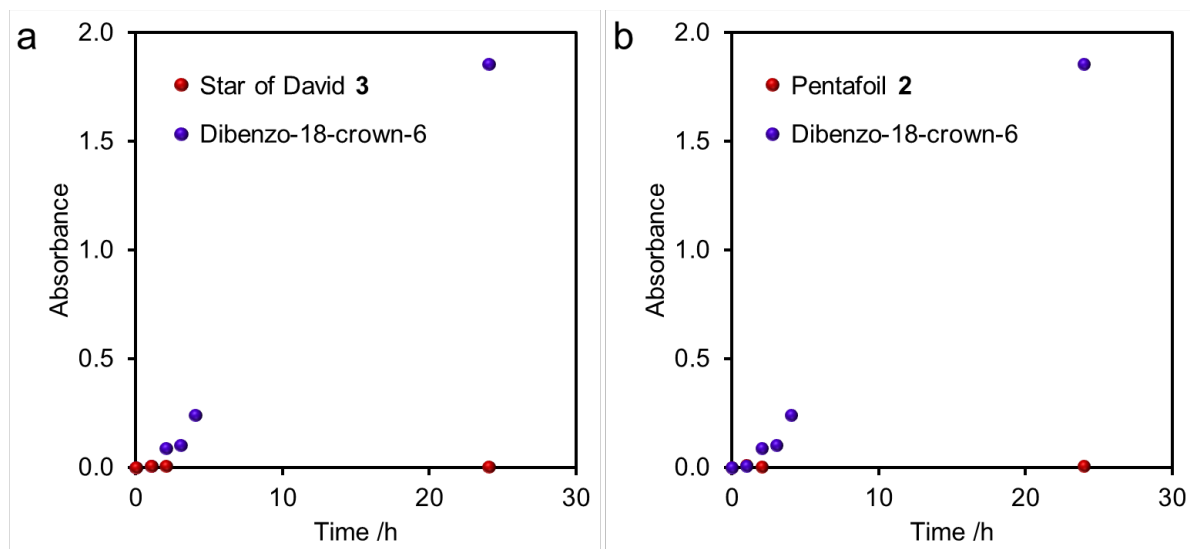 a
2.0
1.5
1.0
0.5
0.0
Absorbance
Star of David 3
Dibenzo-18-crown-6
0 10 20 30
Time /h
b
2.0
1.5
1.0
0.5
0.0
Absorbance
Pentafoil 2
Dibenzo-18-crown-6
0 10 20 30
Time /h